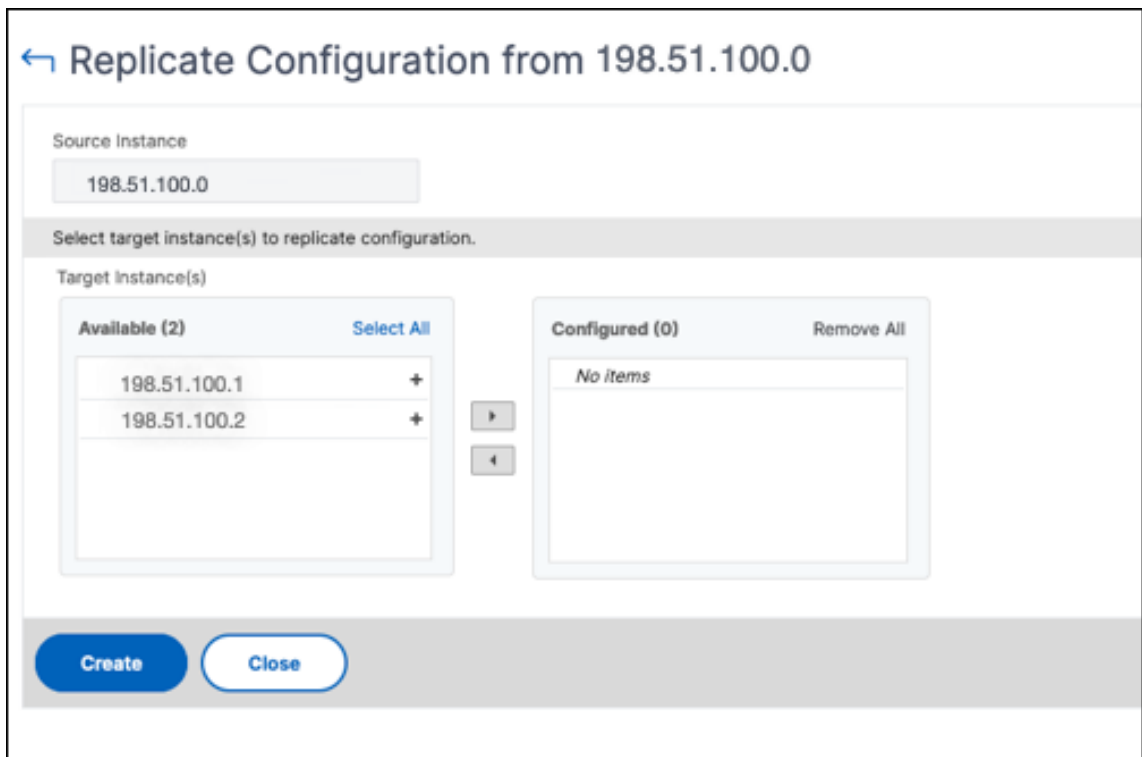 Replicate Configuration from 198.51.100.0
Source Instance
198.51.100.0
Select target instance(s) to replicate configuration.
Target Instance(s)
Available (2) Select All
198.51.100.1 +
198.51.100.2 +
Configured (0) Remove All
No items
Create Close